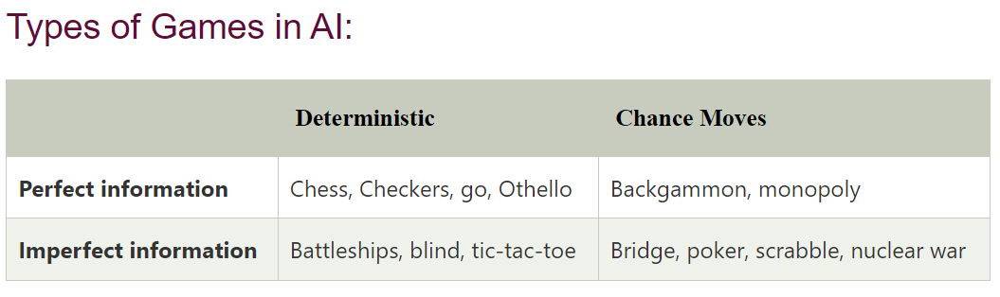 Types of Games in AI:
Deterministic Chance Moves
Perfect information Chess, Checkers, go, Othello Backgammon, monopoly
Imperfect information Battleships, blind, tic-tac-toe Bridge, poker, scrabble, nuclear war